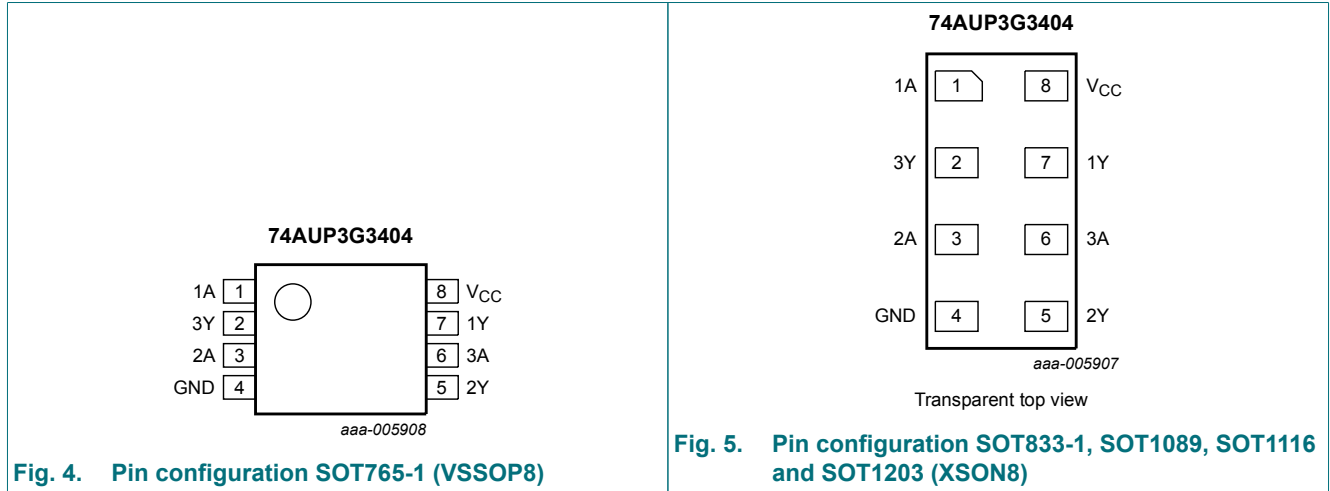 74AUP3G3404
1A 1 8 VCC
3Y 2 7 1Y
2A 3 6 3A
GND 4 5 2Y
aaa-005908
Fig. 4. Pin configuration SOT765-1 (VSSOP8)
74AUP3G3404
1A 1 8 VCC
3Y 2 7 1Y
2A 3 6 3A
GND 4 5 2Y
aaa-005907
Transparent top view
Fig. 5. Pin configuration SOT833-1, SOT1089, SOT1116
and SOT1203 (XSON8)